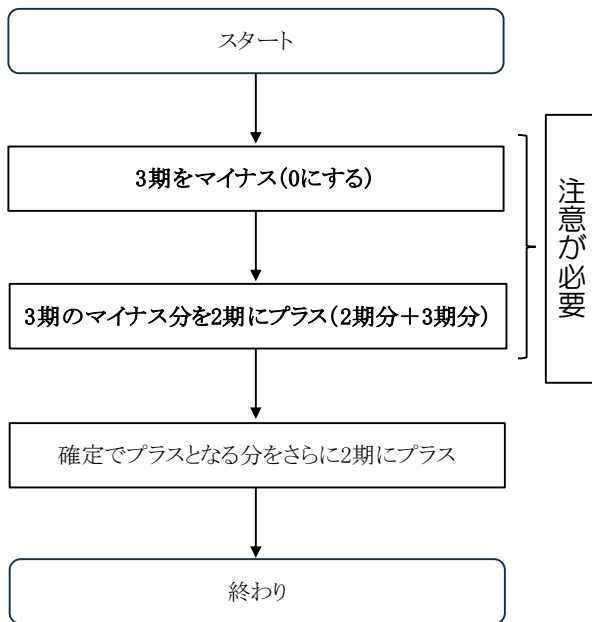 スタート
3期をマイナス(0にする)
3期のマイナス分を2期にプラス(2期分＋3期分)
注意が必要
確定でプラスとなる分をさらに2期にプラス
終わり